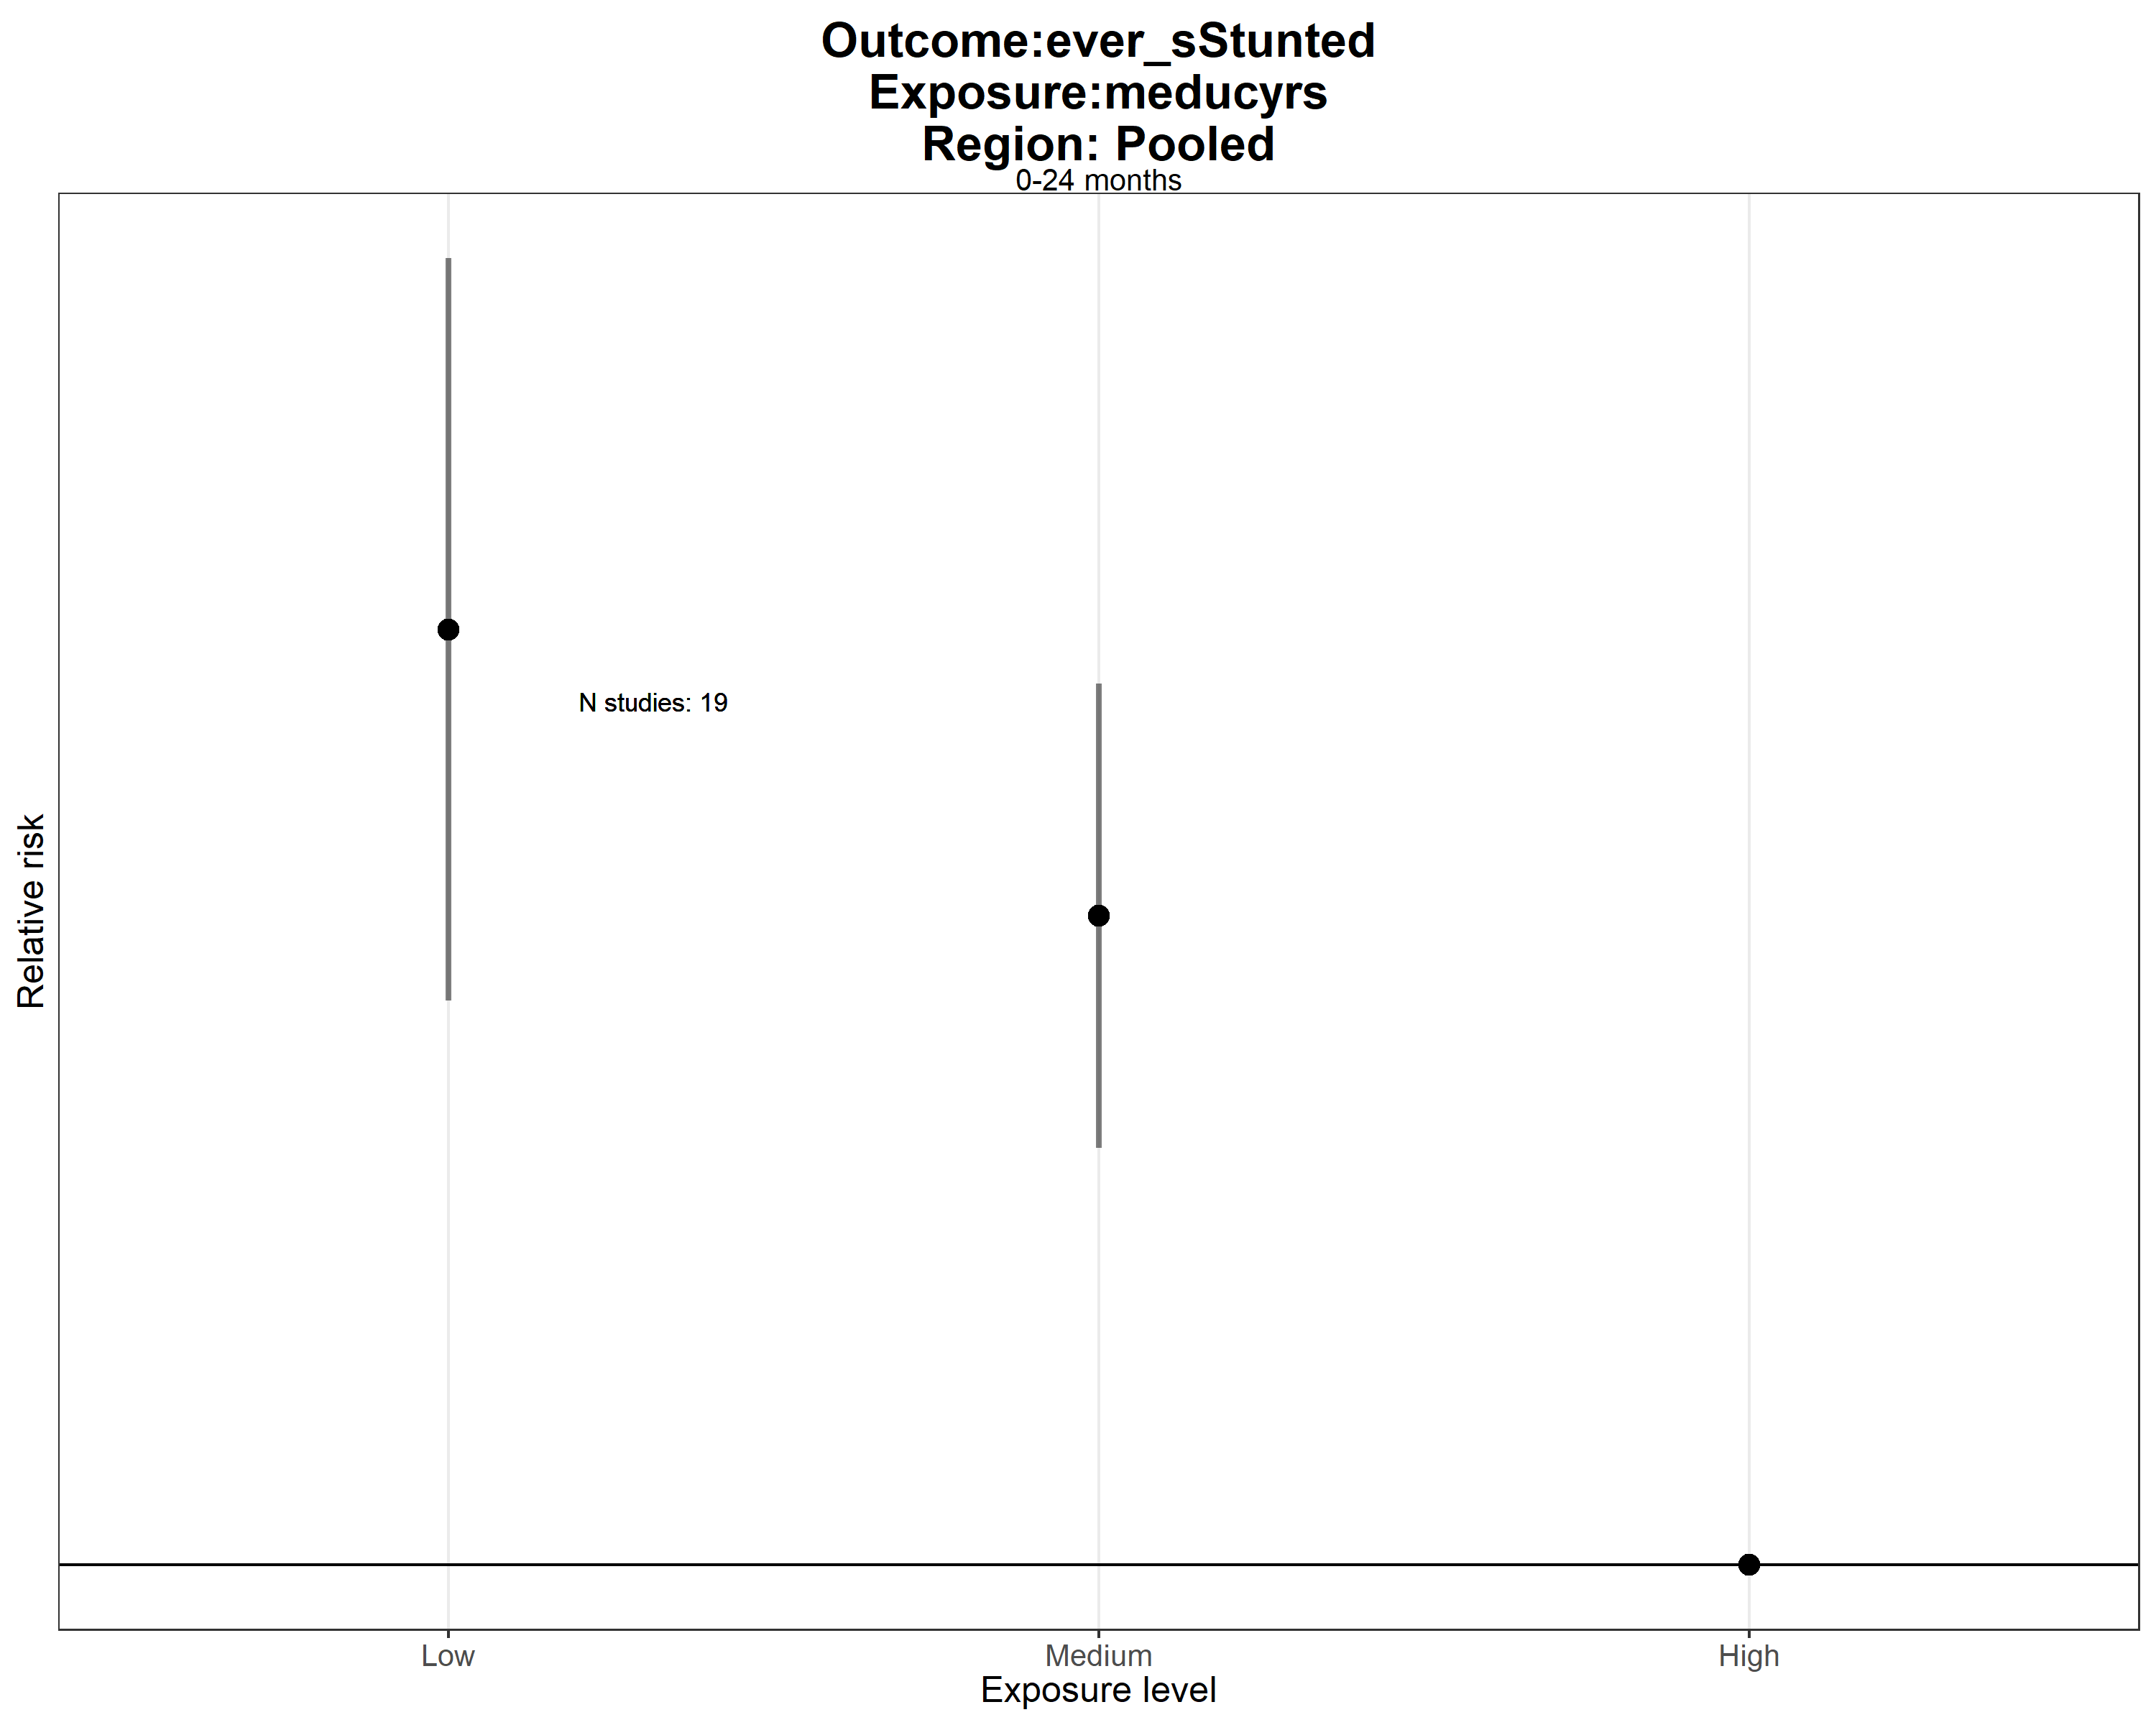 Outcome:ever_sStunted
Exposure:meducyrs
Region: Pooled
0-24 months
N studies: 19
Relative risk
Low
Medium
High
Exposure level